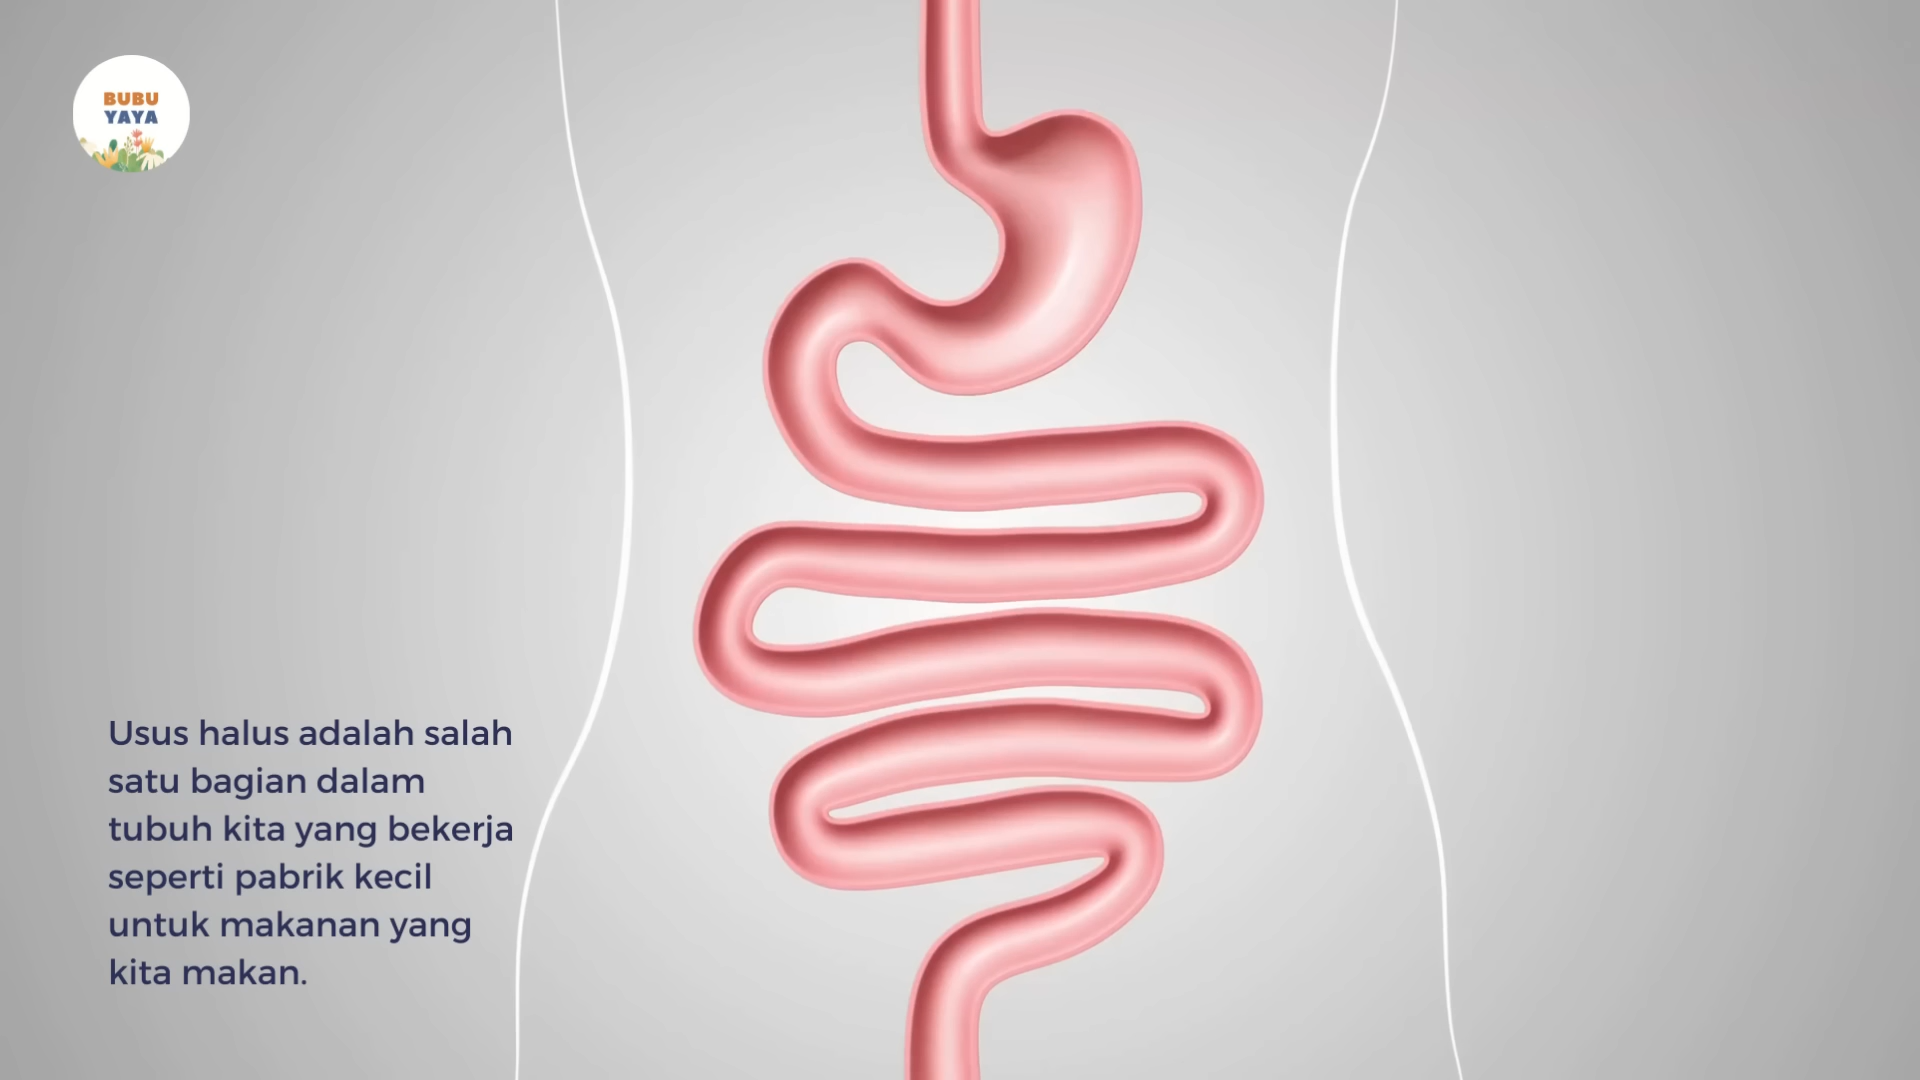 BUBU
YAYA
Usus halus adalah salah
satu bagian dalam
tubuh kita yang bekerja
seperti pabrik kecil
untuk makanan yang
kita makan.